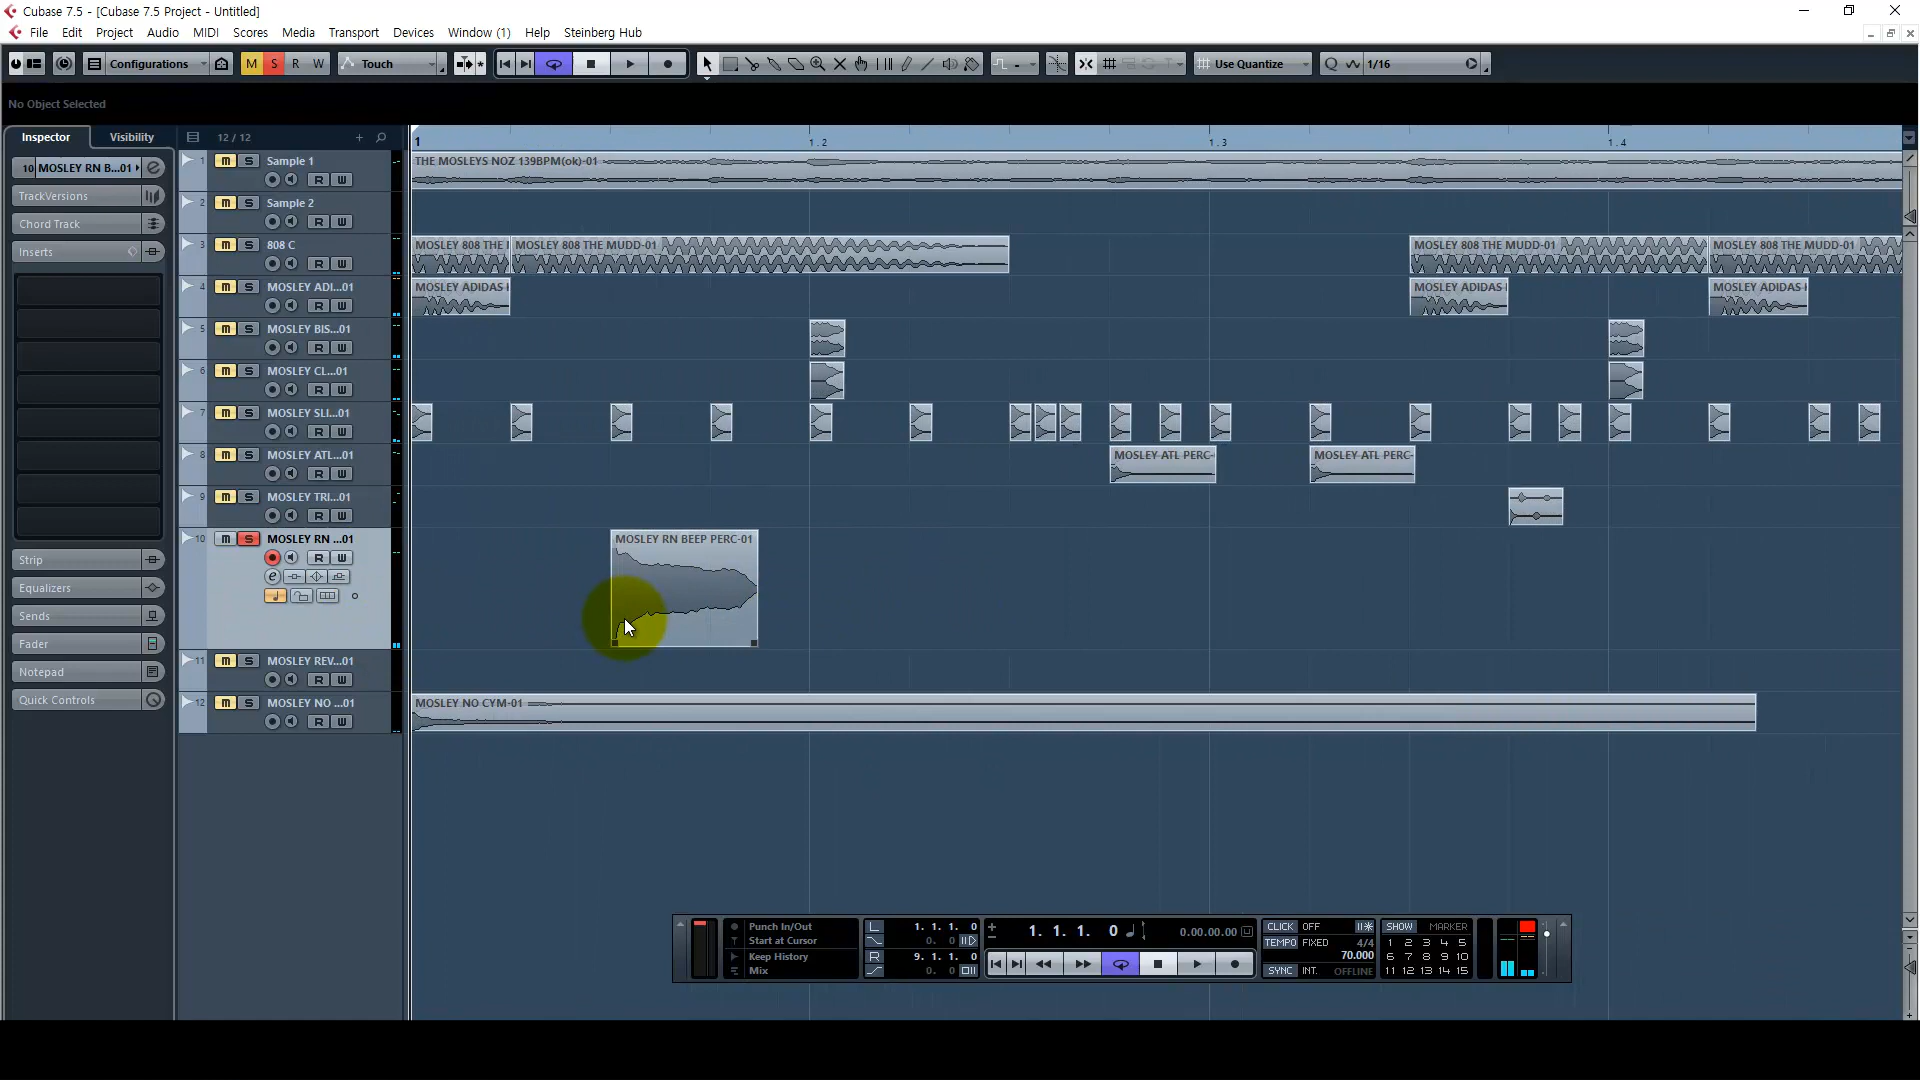 Cubase 7.5 - [Cubase 7.5 Project - Untitled]
File Edit Project Audio MIDI Scores Media Transport Devices Window (1) Help Steinberg Hub
Configurations M S R W Touch Use Quantize Q 1/16
No Object Selected
Inspector Visibility 12 / 12
1 1.2 1.3 1.4
10 MOSLEY RN B...01
TrackVersions
Chord Track
Inserts
Strip
Equalizers
Sends
Fader
Notepad
Quick Controls
1 m S Sample 1
R W
2 m S Sample 2
R W
3 m S 808 C
R W
4 m S MOSLEY ADI...01
R W
5 m S MOSLEY BIS...01
R W
6 m S MOSLEY CL...01
R W
7 m S MOSLEY SLI...01
R W
8 m S MOSLEY ATL...01
R W
9 m S MOSLEY TRI...01
R W
10 m S MOSLEY RN ...01
R W
e
11 m S MOSLEY REV...01
R W
12 m S MOSLEY NO ...01
R W
THE MOSLEYS NOZ 139BPM(ok)-01
MOSLEY 808 THE MOSLEY 808 THE MUDD-01 MOSLEY 808 THE MUDD-01 MOSLEY 808 THE MUDD-01
MOSLEY ADIDAS MOSLEY ADIDAS MOSLEY ADIDAS
MOSLEY ATL PERC- MOSLEY ATL PERC-
MOSLEY RN BEEP PERC-01
MOSLEY NO CYM-01
Punch In/Out
Start at Cursor
Keep History
Mix
L 1. 1. 1. 0
0. 0
R 9. 1. 1. 0
0. 0
1. 1. 1. 0 0.00.00.00
CLICK OFF
TEMPO FIXED 4/4
70.000
SYNC INT. OFFLINE
SHOW MARKER
1 2 3 4 5
6 7 8 9 10
11 12 13 14 15